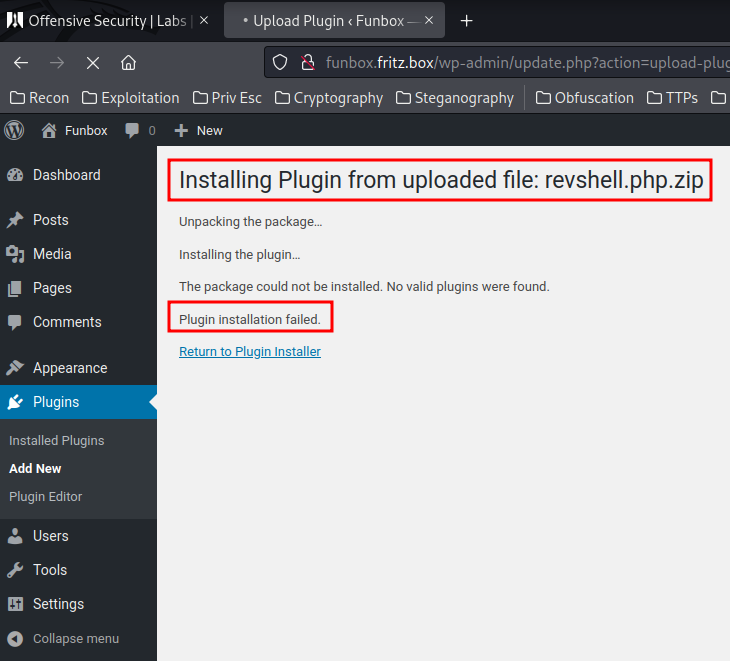 Offensive Security | Labs |
• Upload Plugin ‹ Funbox —
funbox.fritz.box/wp-admin/update.php?action=upload-plug
Recon Exploitation Priv Esc Cryptography Steganography Obfuscation TTPs
Funbox 0 New
Dashboard
Posts
Media
Pages
Comments
Appearance
Plugins
Installed Plugins
Add New
Plugin Editor
Users
Tools
Settings
Collapse menu
Installing Plugin from uploaded file: revshell.php.zip
Unpacking the package…
Installing the plugin…
The package could not be installed. No valid plugins were found.
Plugin installation failed.
Return to Plugin Installer